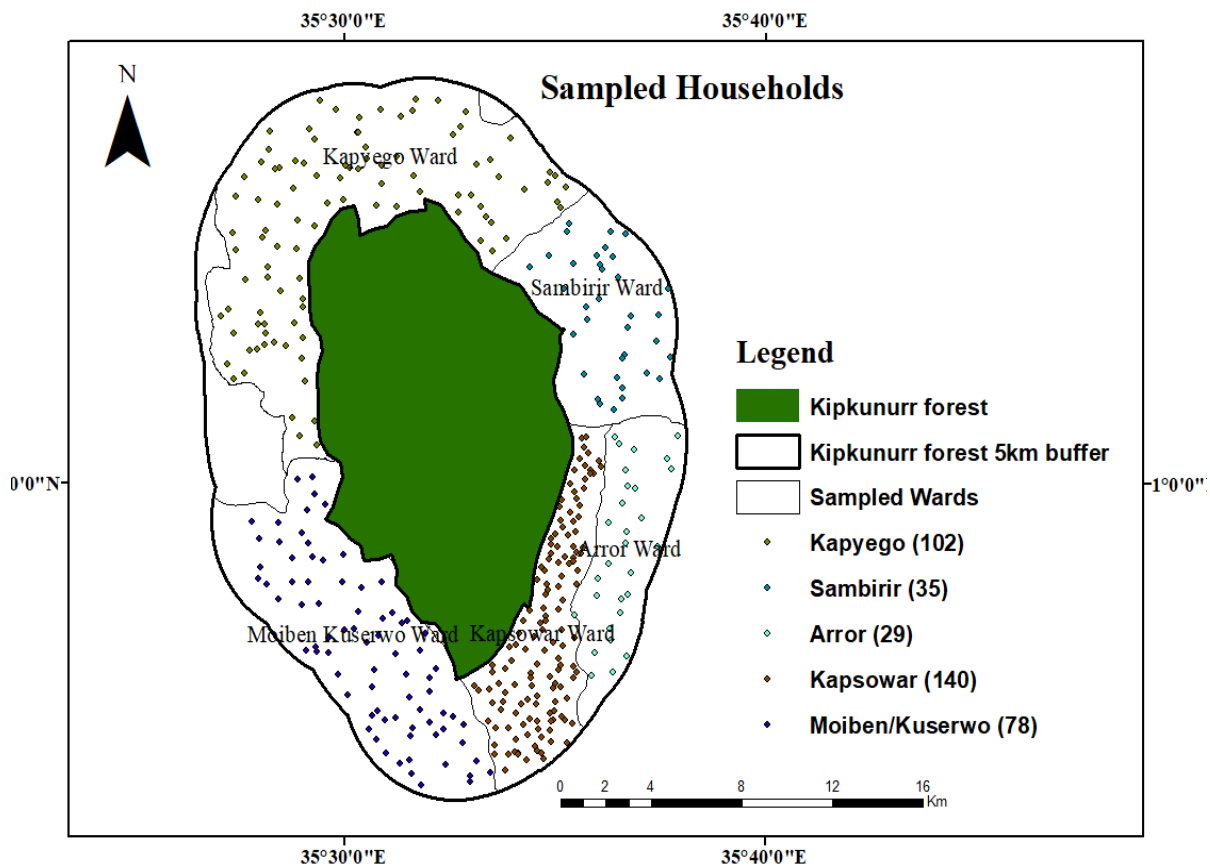 35°30'0"E
35°40'0"E
N
Sampled Households
Kapyego Ward
Sambirir Ward
Legend
Kipkunurr forest
Kipkunurr forest 5km buffer
0'0"N
Sampled Wards
1°0'0"
Kapyego (102)
Arror Ward
Sambirir (35)
Moiben Kuserwo Ward
Kapsowar Ward
Arror (29)
Kapsowar (140)
Moiben/Kuserwo (78)
0 2 4 8 12 16
Km
35°30'0"E
35°40'0"E